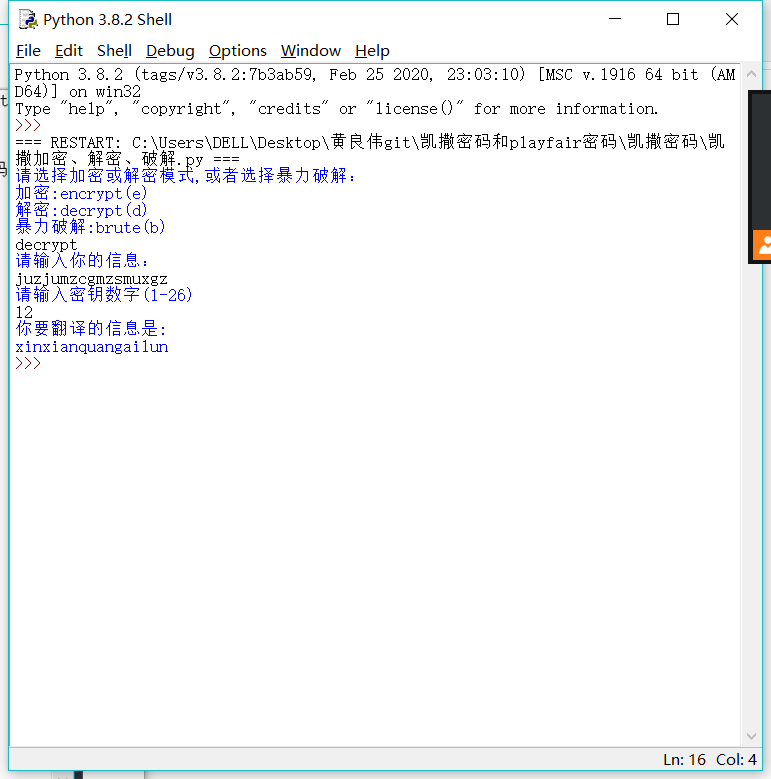 Python 3.8.2 Shell
File Edit Shell Debug Options Window Help
Python 3.8.2 (tags/v3.8.2:7b3ab59, Feb 25 2020, 23:03:10) [MSC v.1916 64 bit (AM
D64)] on win32
Type "help", "copyright", "credits" or "license()" for more information.
>>>
=== RESTART: C:\Users\DELL\Desktop\黄良伟git\凯撒密码和playfair密码\凯撒密码\凯
撒加密、解密、破解.py ===
请选择加密或解密模式,或者选择暴力破解:
加密:encrypt(e)
解密:decrypt(d)
暴力破解:brute(b)
decrypt
请输入你的信息:
juzjumzcgmzsmuxgz
请输入密钥数字(1-26)
12
你要翻译的信息是:
xinxianquangailun
>>>
Ln: 16 Col: 4